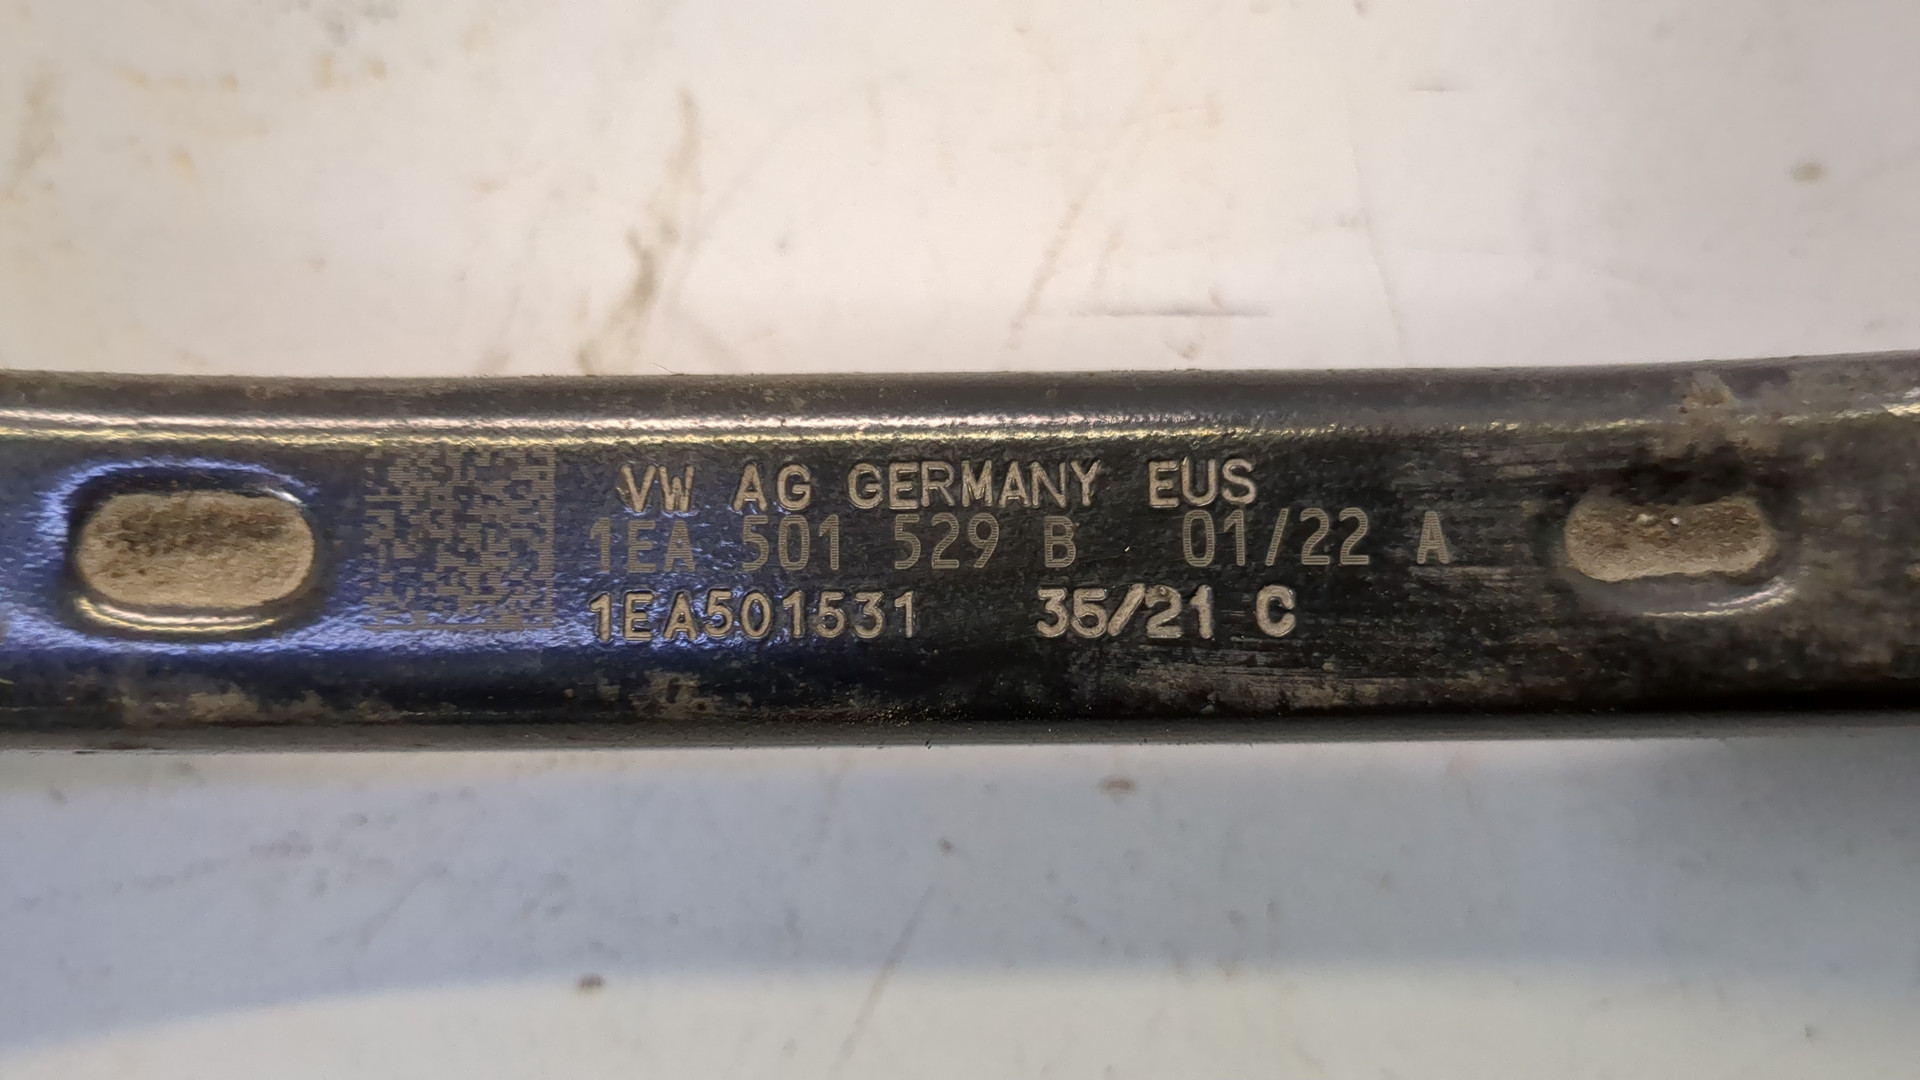 VW AG GERMANY EUS
1EA 501 529 B 01/22 A
1EA501531 35/21 C